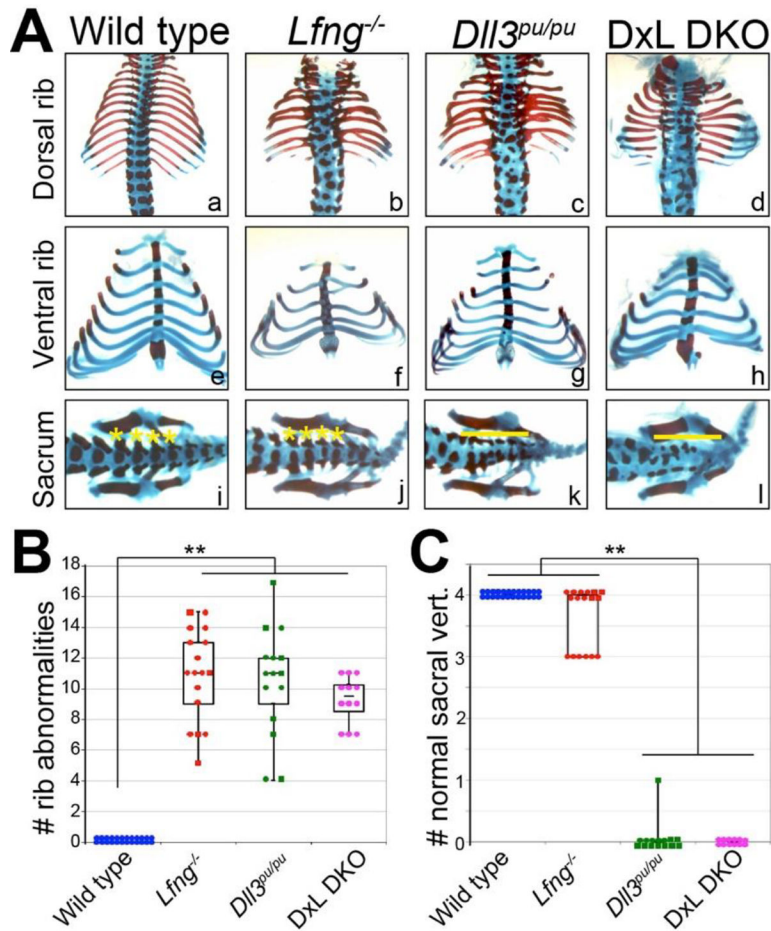 A Wild type Lfng-/- Dll3pu/pu DxL DKO
Dorsal rib
a b c d
Ventral rib
e f g h
Sacrum
**** ****
i j k l
B
**
# rib abnormalities
18
16
14
12
10
8
6
4
2
0
Wild type Lfng-/- Dll3pu/pu DxL DKO
C
**
# normal sacral vert.
4
3
2
1
0
Wild type Lfng-/- Dll3pu/pu DxL DKO